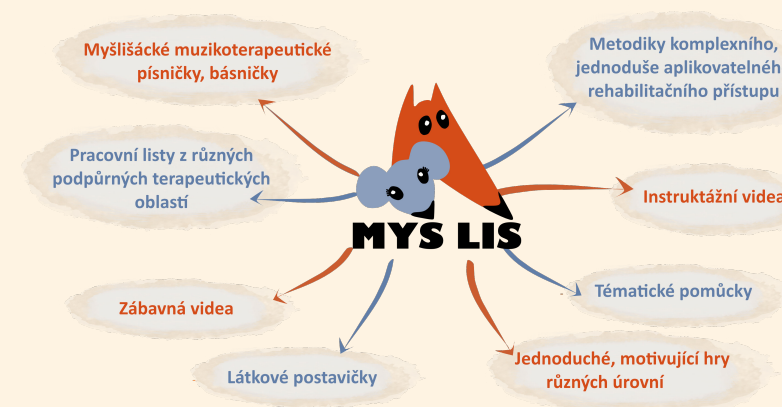 Myšlišácké muzikoterapeutické
písničky, básničky
Metodiky komplexního,
jednoduše aplikovatelnéh
rehabilitačního přístupu
Pracovní listy z různých
podpůrných terapeutických
oblastí
Instruktážní videa
MYS LIS
Zábavná videa
Tématické pomůcky
Látkové postavičky
Jednoduché, motivující hry
různých úrovní